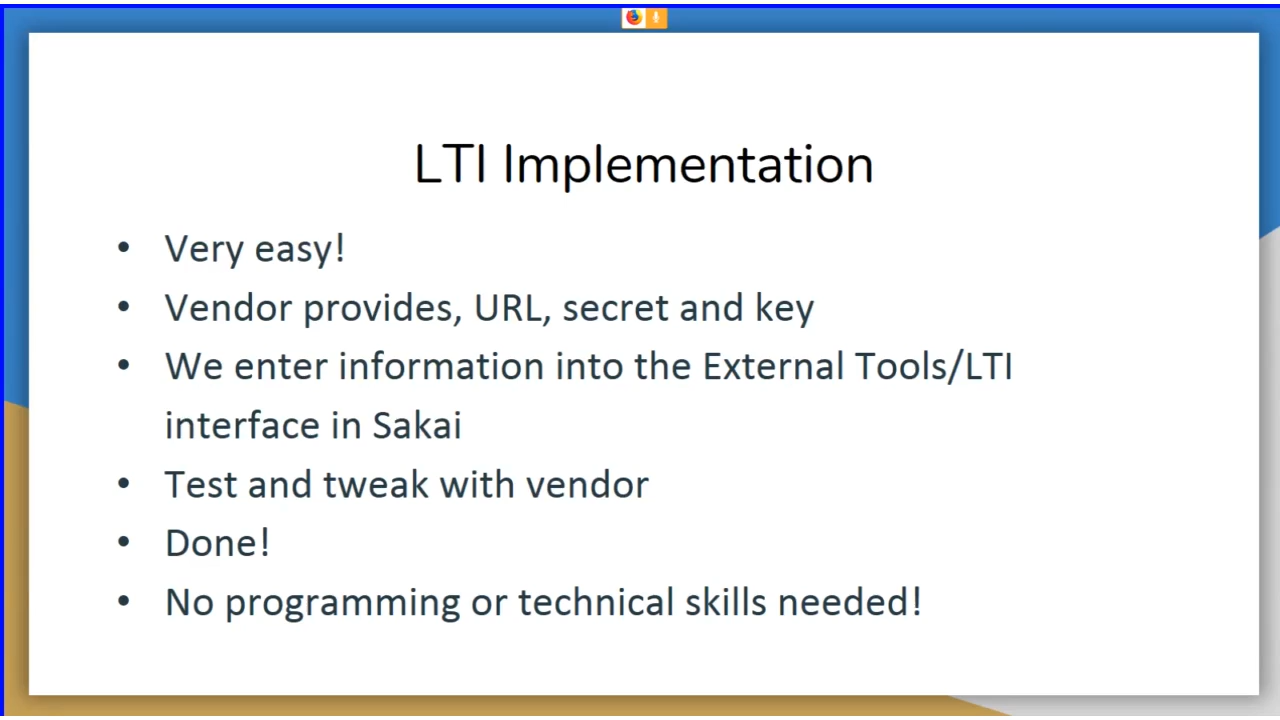 LTI Implementation
• Very easy!
• Vendor provides, URL, secret and key
• We enter information into the External Tools/LTI
interface in Sakai
• Test and tweak with vendor
• Done!
• No programming or technical skills needed!